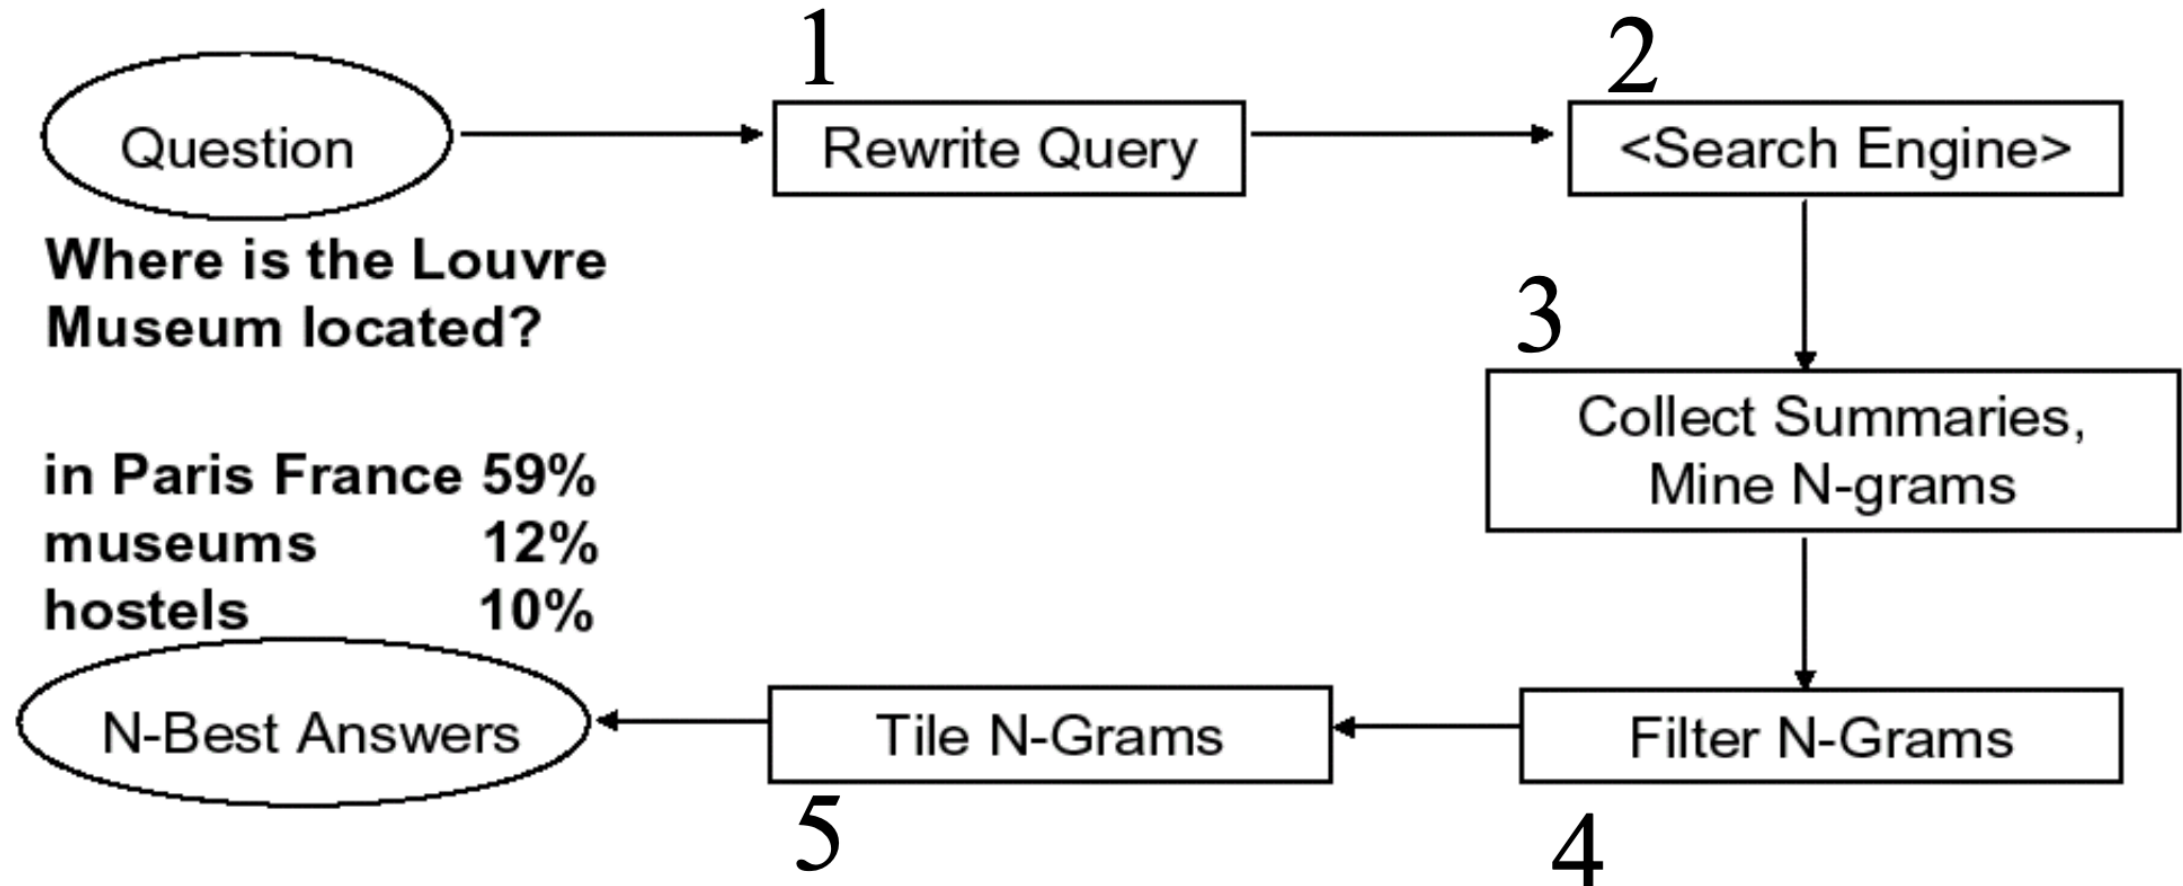 1
2
Question
Rewrite Query
<Search Engine>
Where is the Louvre
Museum located?
3
Collect Summaries,
Mine N-grams
in Paris France 59%
museums 12%
hostels 10%
N-Best Answers
Tile N-Grams
Filter N-Grams
5
4